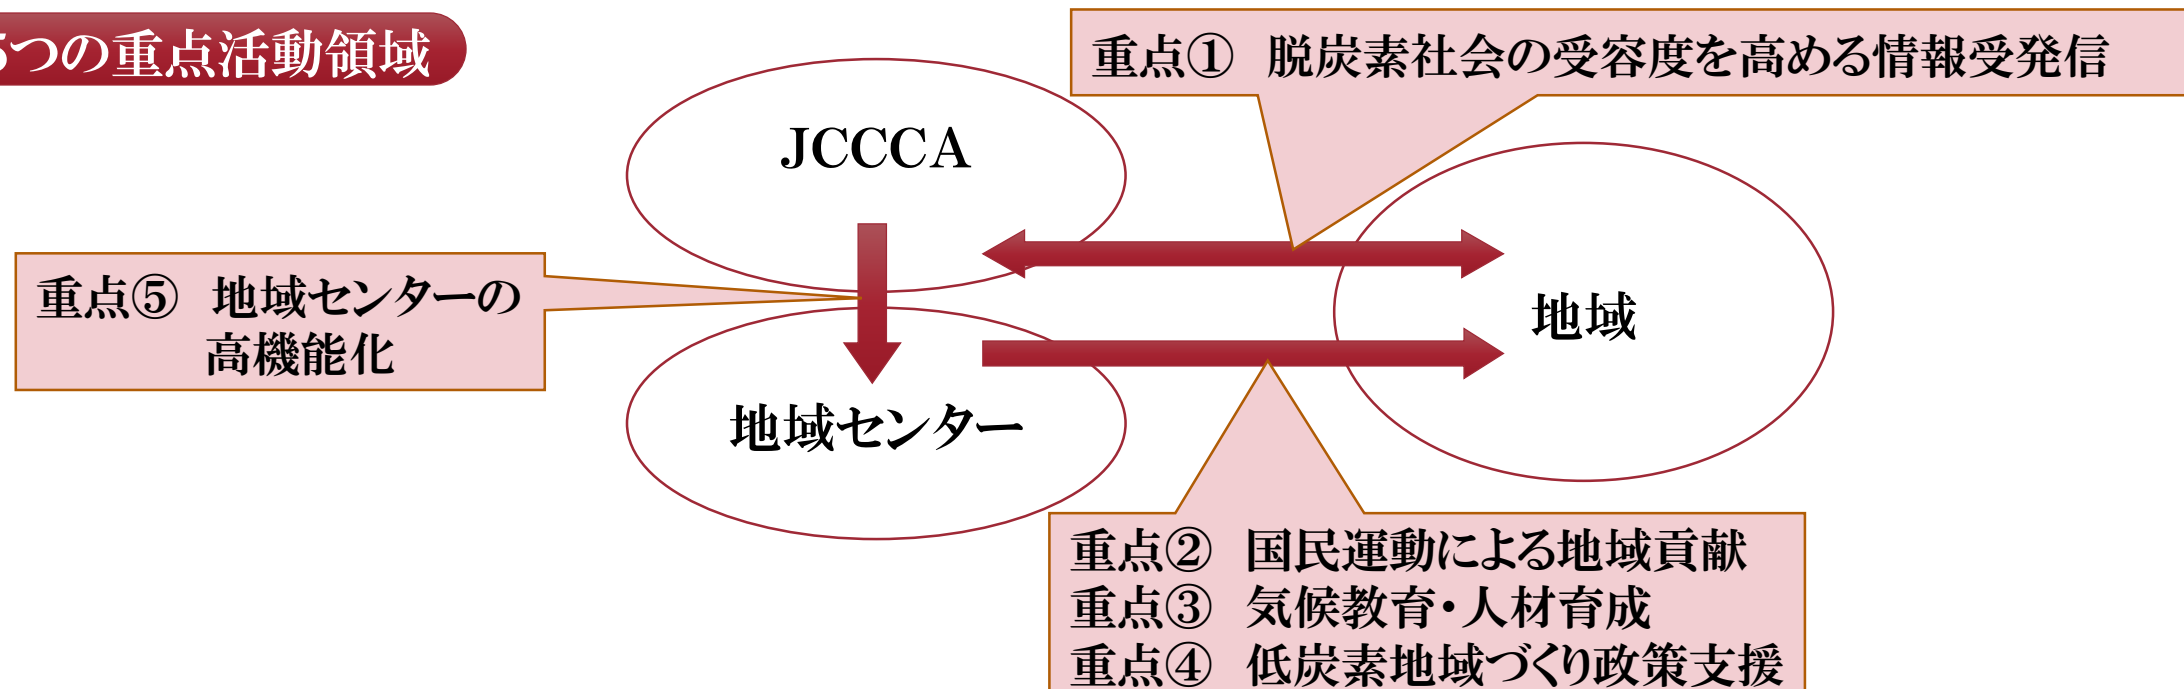 5つの重点活動領域
重点① 脱炭素社会の受容度を高める情報受発信
JCCCA
重点⑤ 地域センターの
高機能化
地域
地域センター
重点② 国民運動による地域貢献
重点③ 気候教育・人材育成
重点④ 低炭素地域づくり政策支援